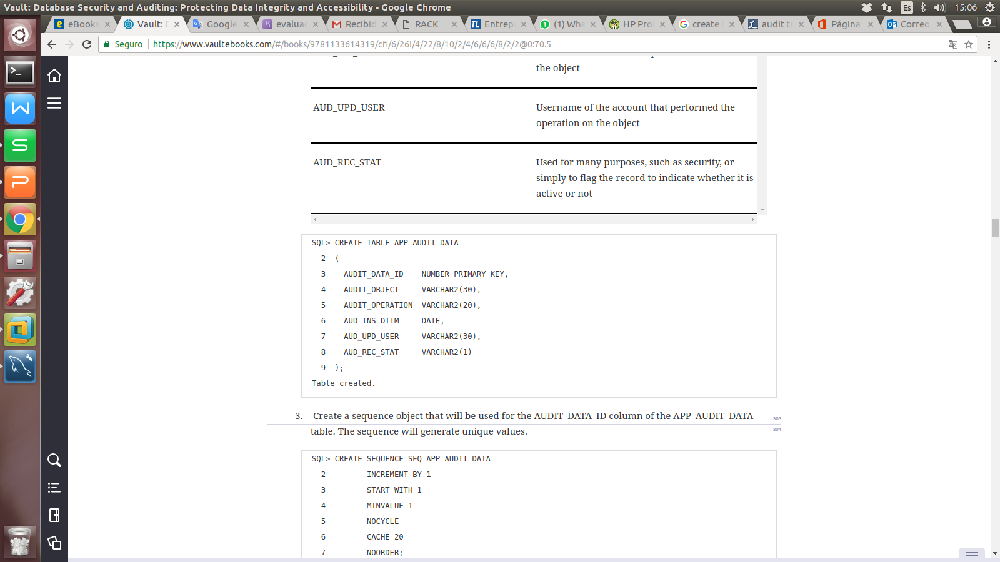 Vault: Database Security and Auditing: Protecting Data Integrity and Accessibility - Google Chrome
Es
15:06
eBooks
Vault: D
Google
evaluac
Recibid
RACK
Entrep
(1) Wha
HP Pro
create
audit tr
Página
Correo
Seguro
https://www.vaultebooks.com/#/books/9781133614319/cfi/6/26!/4/22/8/10/2/4/6/6/6/8/2/2@0:70.5
the object
AUD_UPD_USER
Username of the account that performed the
operation on the object
AUD_REC_STAT
Used for many purposes, such as security, or
simply to flag the record to indicate whether it is
active or not
SQL> CREATE TABLE APP_AUDIT_DATA
2 (
3 AUDIT_DATA_ID NUMBER PRIMARY KEY,
4 AUDIT_OBJECT VARCHAR2(30),
5 AUDIT_OPERATION VARCHAR2(20),
6 AUD_INS_DTTM DATE,
7 AUD_UPD_USER VARCHAR2(30),
8 AUD_REC_STAT VARCHAR2(1)
9 );
Table created.
3. Create a sequence object that will be used for the AUDIT_DATA_ID column of the APP_AUDIT_DATA
303
304
table. The sequence will generate unique values.
SQL> CREATE SEQUENCE SEQ_APP_AUDIT_DATA
2 INCREMENT BY 1
3 START WITH 1
4 MINVALUE 1
5 NOCYCLE
6 CACHE 20
7 NOORDER;